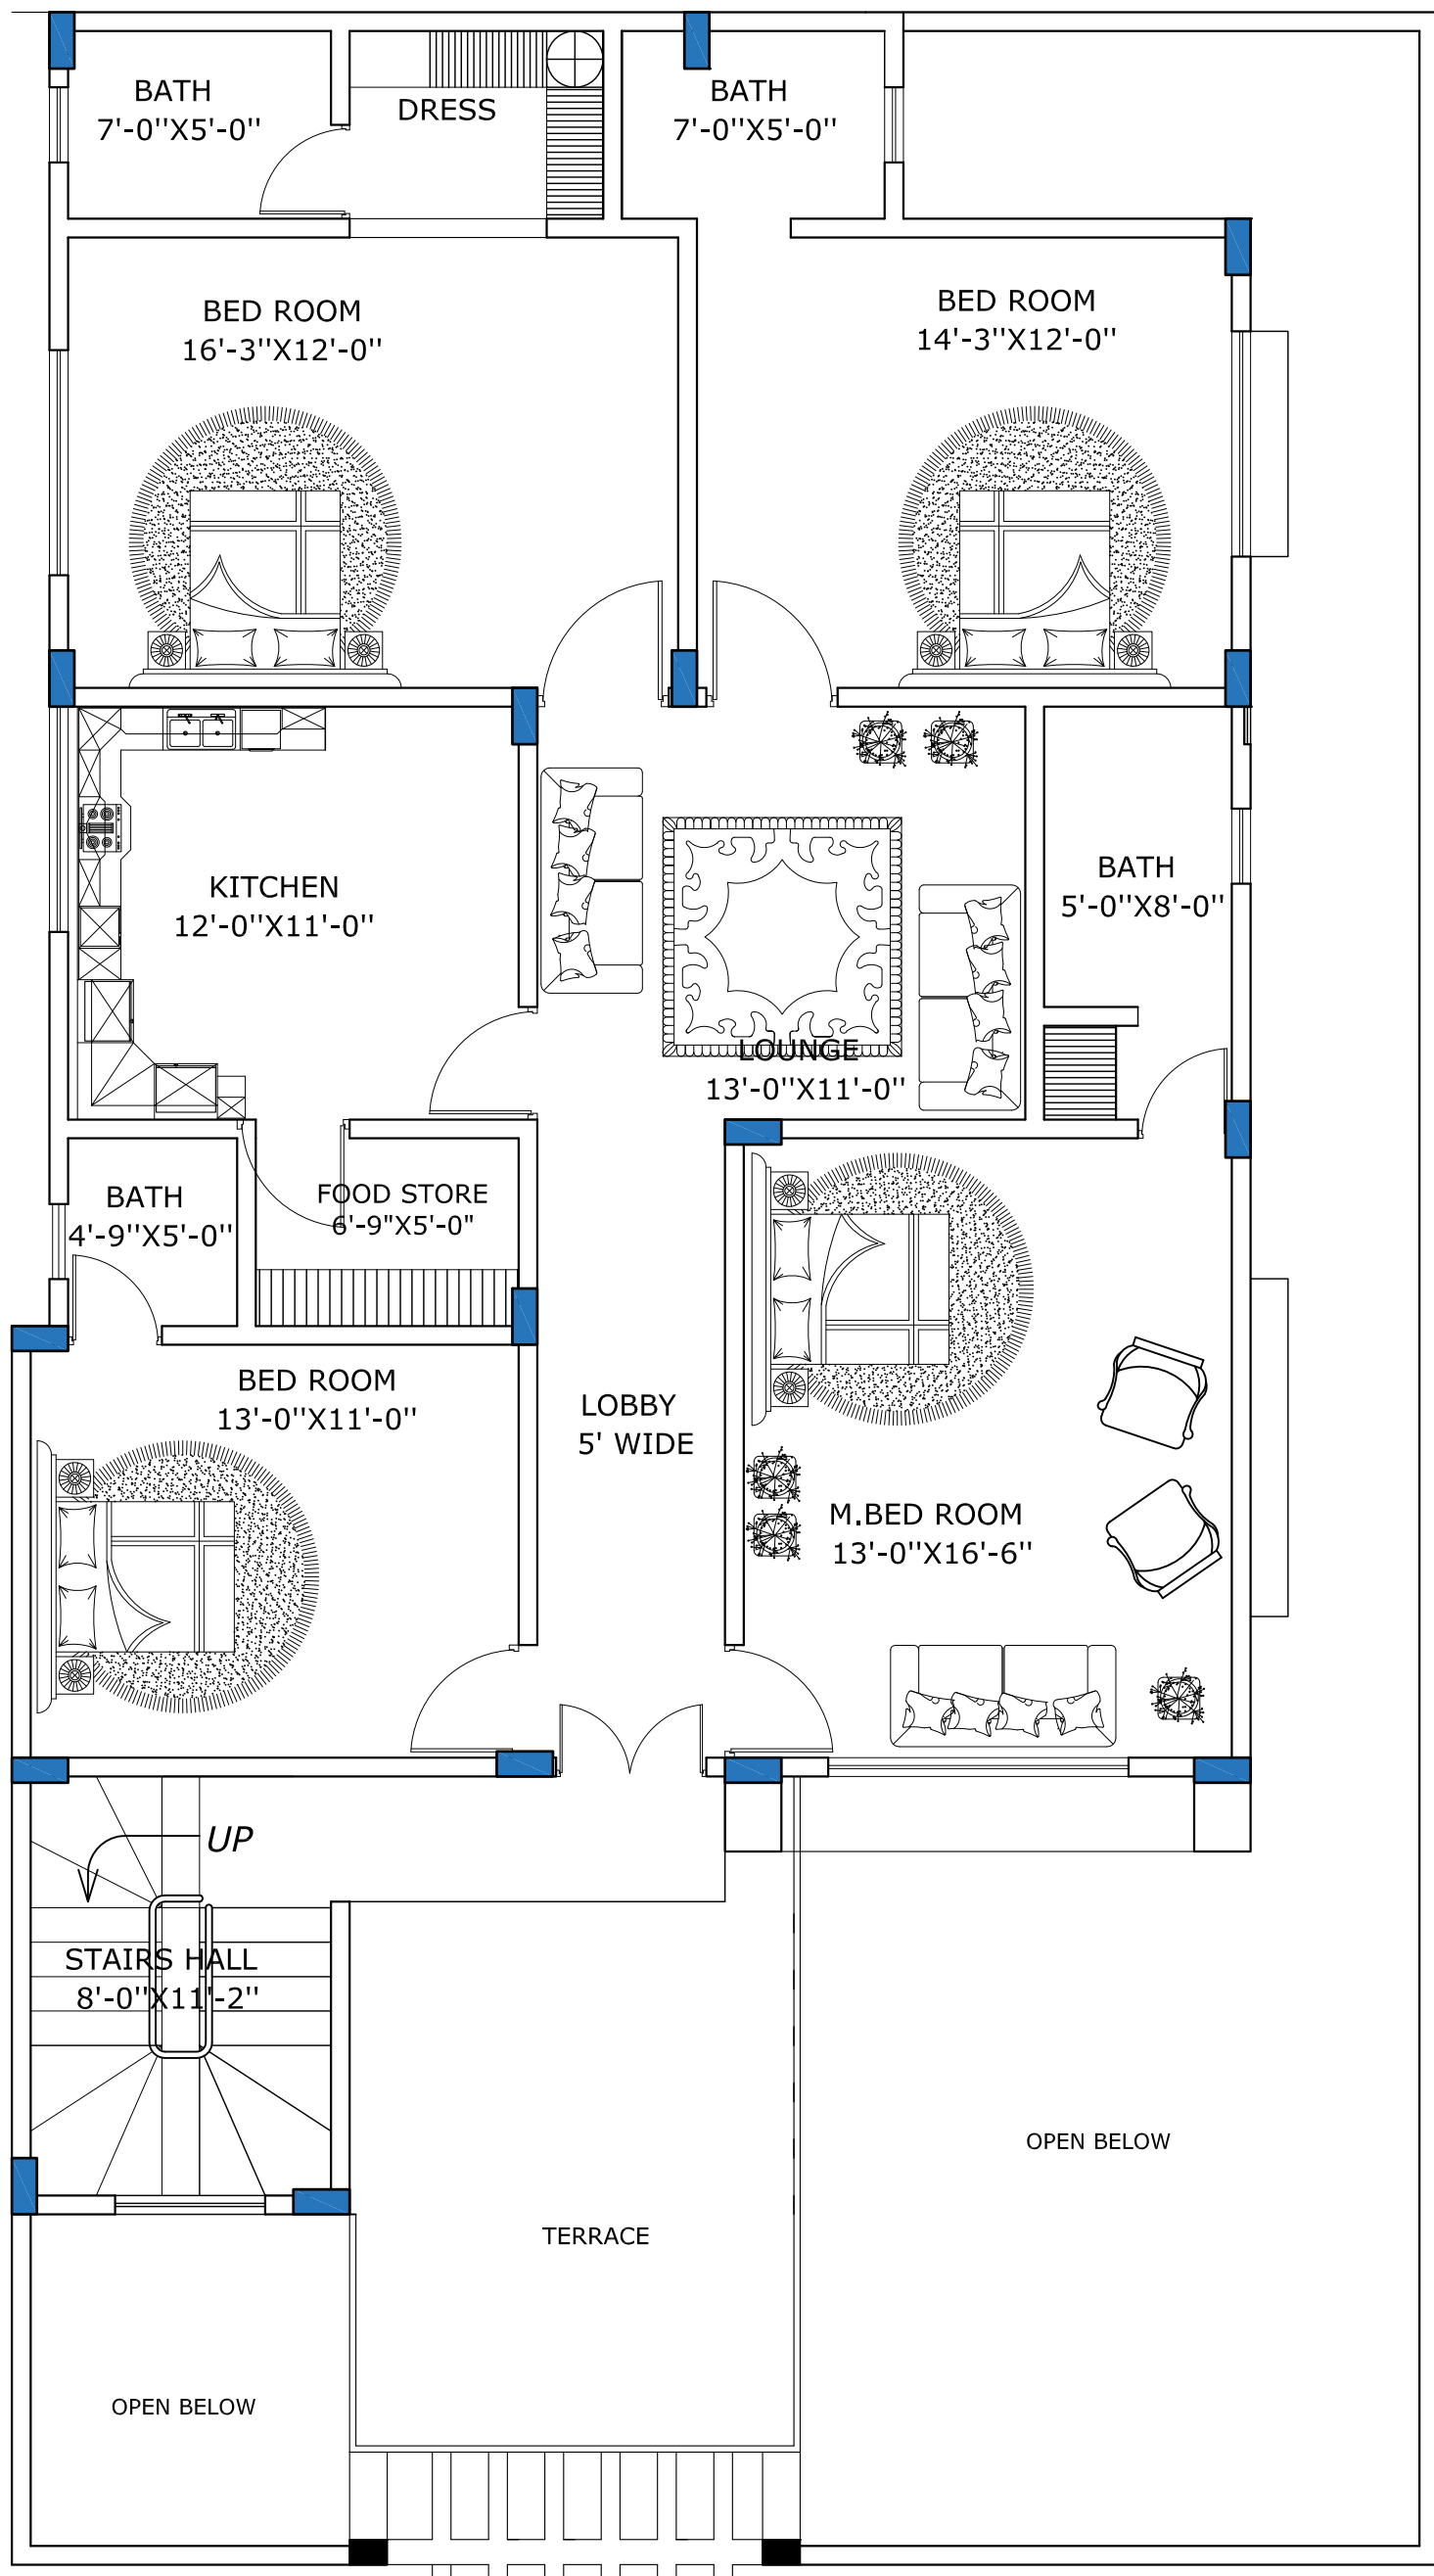 BATH
7'-0''X5'-0''
DRESS
BATH
7'-0''X5'-0''
BED ROOM
16'-3''X12'-0''
BED ROOM
14'-3''X12'-0''
KITCHEN
12'-0''X11'-0''
BATH
5'-0''X8'-0''
LOUNGE
13'-0''X11'-0''
BATH
4'-9''X5'-0''
FOOD STORE
6'-9"X5'-0"
BED ROOM
13'-0''X11'-0''
LOBBY
5' WIDE
M.BED ROOM
13'-0''X16'-6''
UP
STAIRS HALL
8'-0''X11'-2''
OPEN BELOW
TERRACE
OPEN BELOW